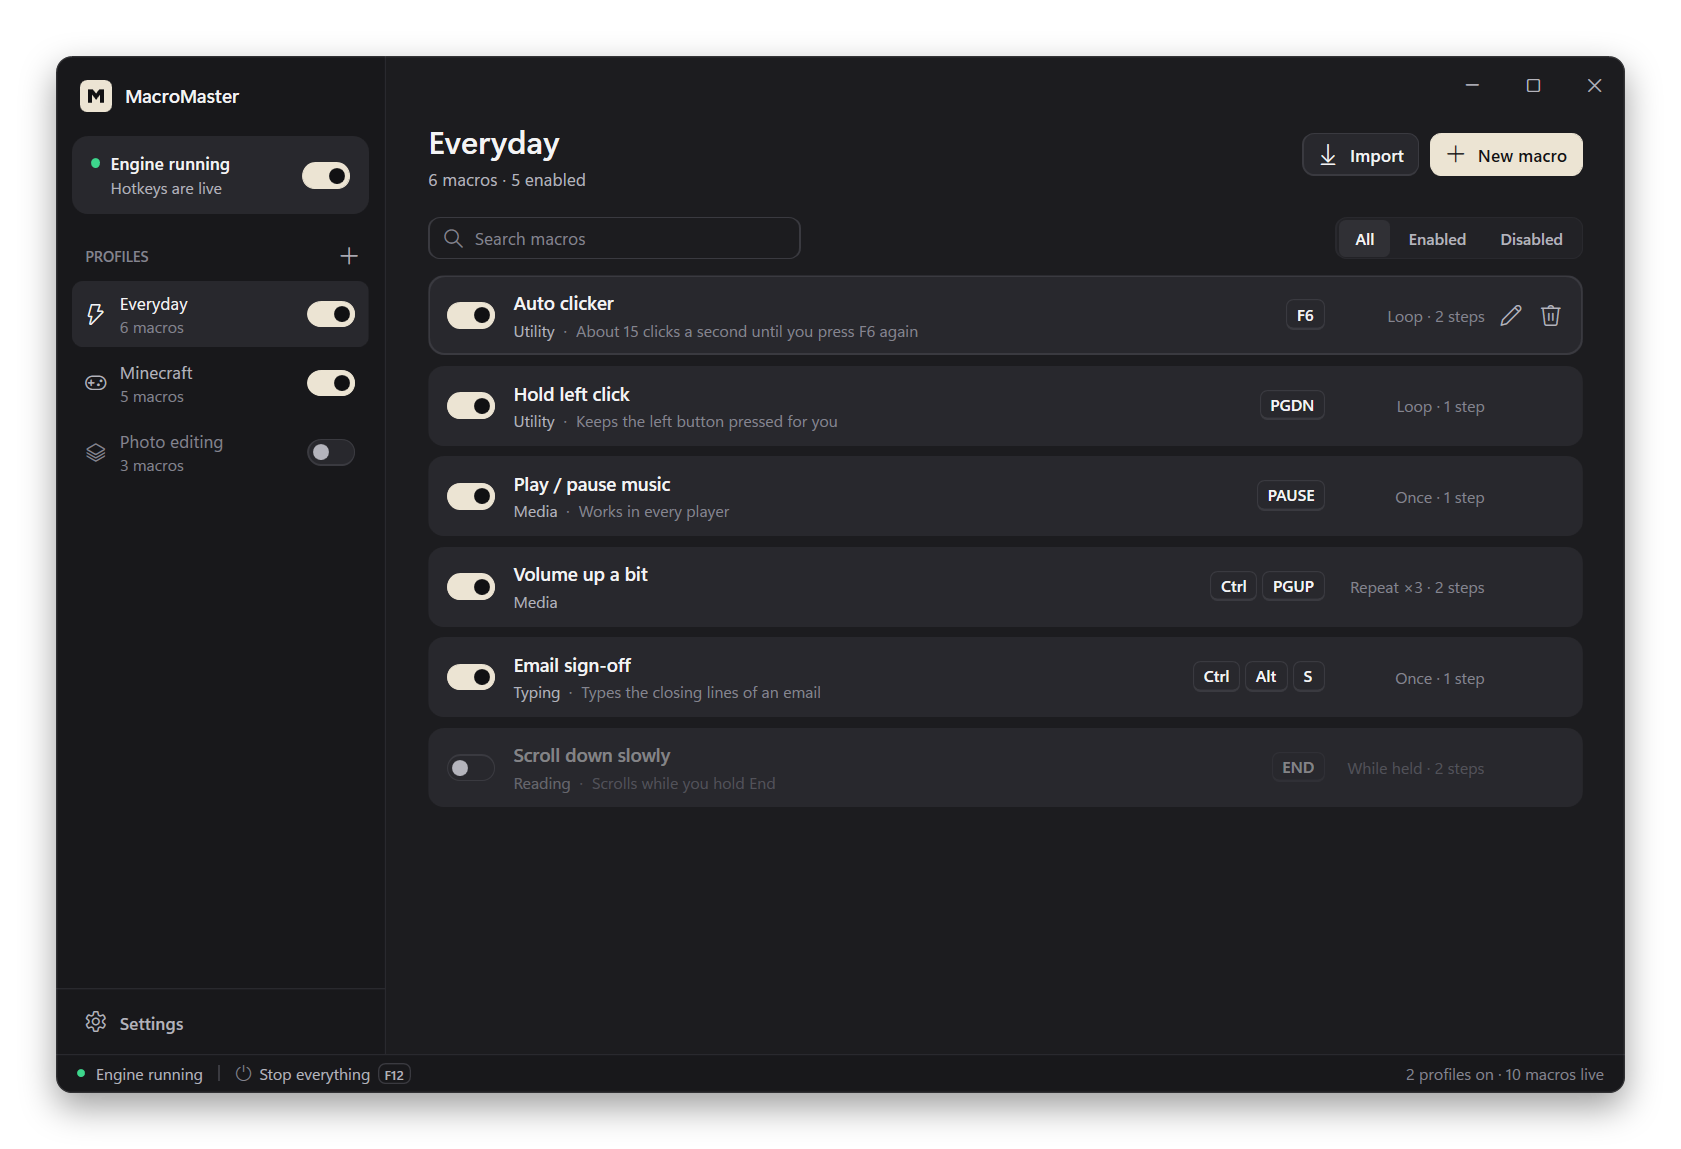 MacroMaster
Engine running
Hotkeys are live
PROFILES
Everyday
6 macros
Minecraft
5 macros
Photo editing
3 macros
Settings
Everyday
6 macros · 5 enabled
Import
New macro
Search macros
All Enabled Disabled
Auto clicker
Utility · About 15 clicks a second until you press F6 again
F6
Loop · 2 steps
Hold left click
Utility · Keeps the left button pressed for you
PGDN
Loop · 1 step
Play / pause music
Media · Works in every player
PAUSE
Once · 1 step
Volume up a bit
Media
Ctrl PGUP
Repeat ×3 · 2 steps
Email sign-off
Typing · Types the closing lines of an email
Ctrl Alt S
Once · 1 step
Scroll down slowly
Reading · Scrolls while you hold End
END
While held · 2 steps
Engine running
Stop everything F12
2 profiles on · 10 macros live